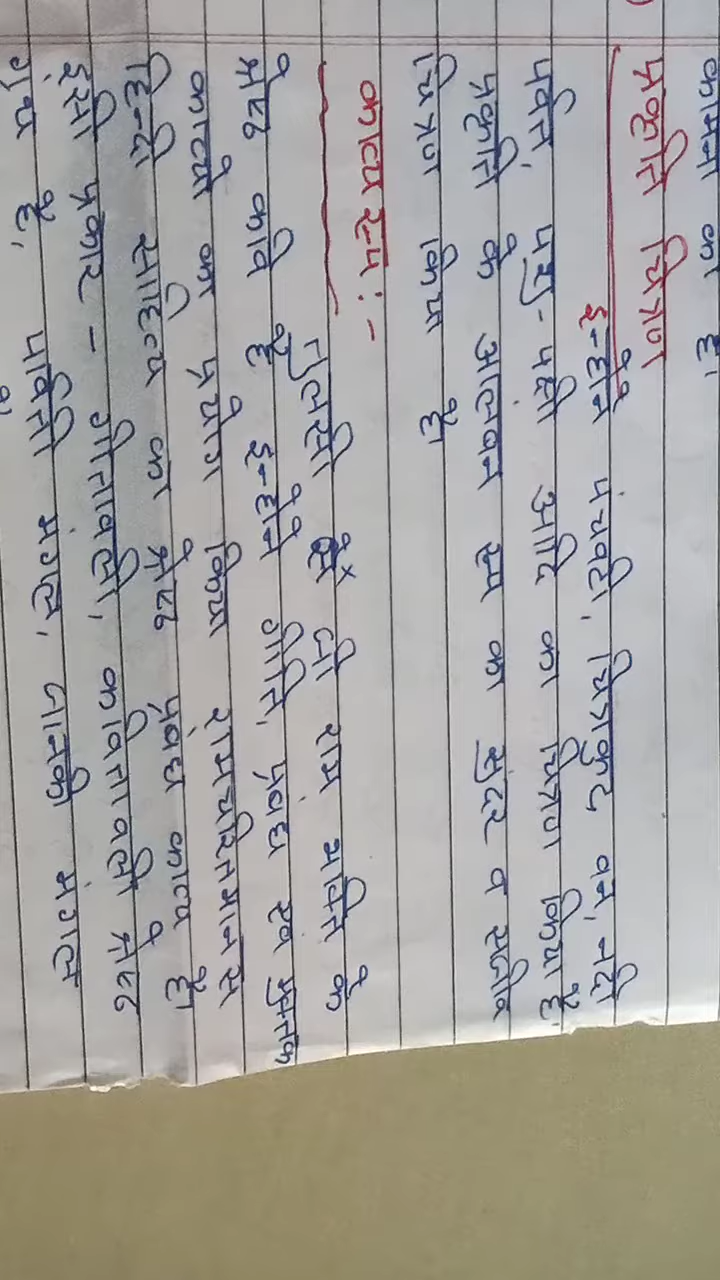 कामना की है,
प्रकृति चित्रण
इन्होंने पंचवटी, चित्रकुट वन, नदी
पर्वत, पशु-पक्षी आदि का चित्रण किया है,
प्रकृति के आलंबन रूप का सुंदर व सजीव
चित्रण किया है।
काव्य रूप :-
तुलसी जी राम भक्ति के
श्रेष्ठ कवि है इन्होंने गीति, प्रबंध एवं मुक्तक
काव्यो का प्रयोग किया रामचरितमानस
हिन्दी साहित्य का श्रेष्ठ प्रबंध काव्य है।
इसी प्रकार - गीतावली, कवितावली श्रेष्ठ
ग्रंथ है, पार्वती मंगल, जानकी मंगल